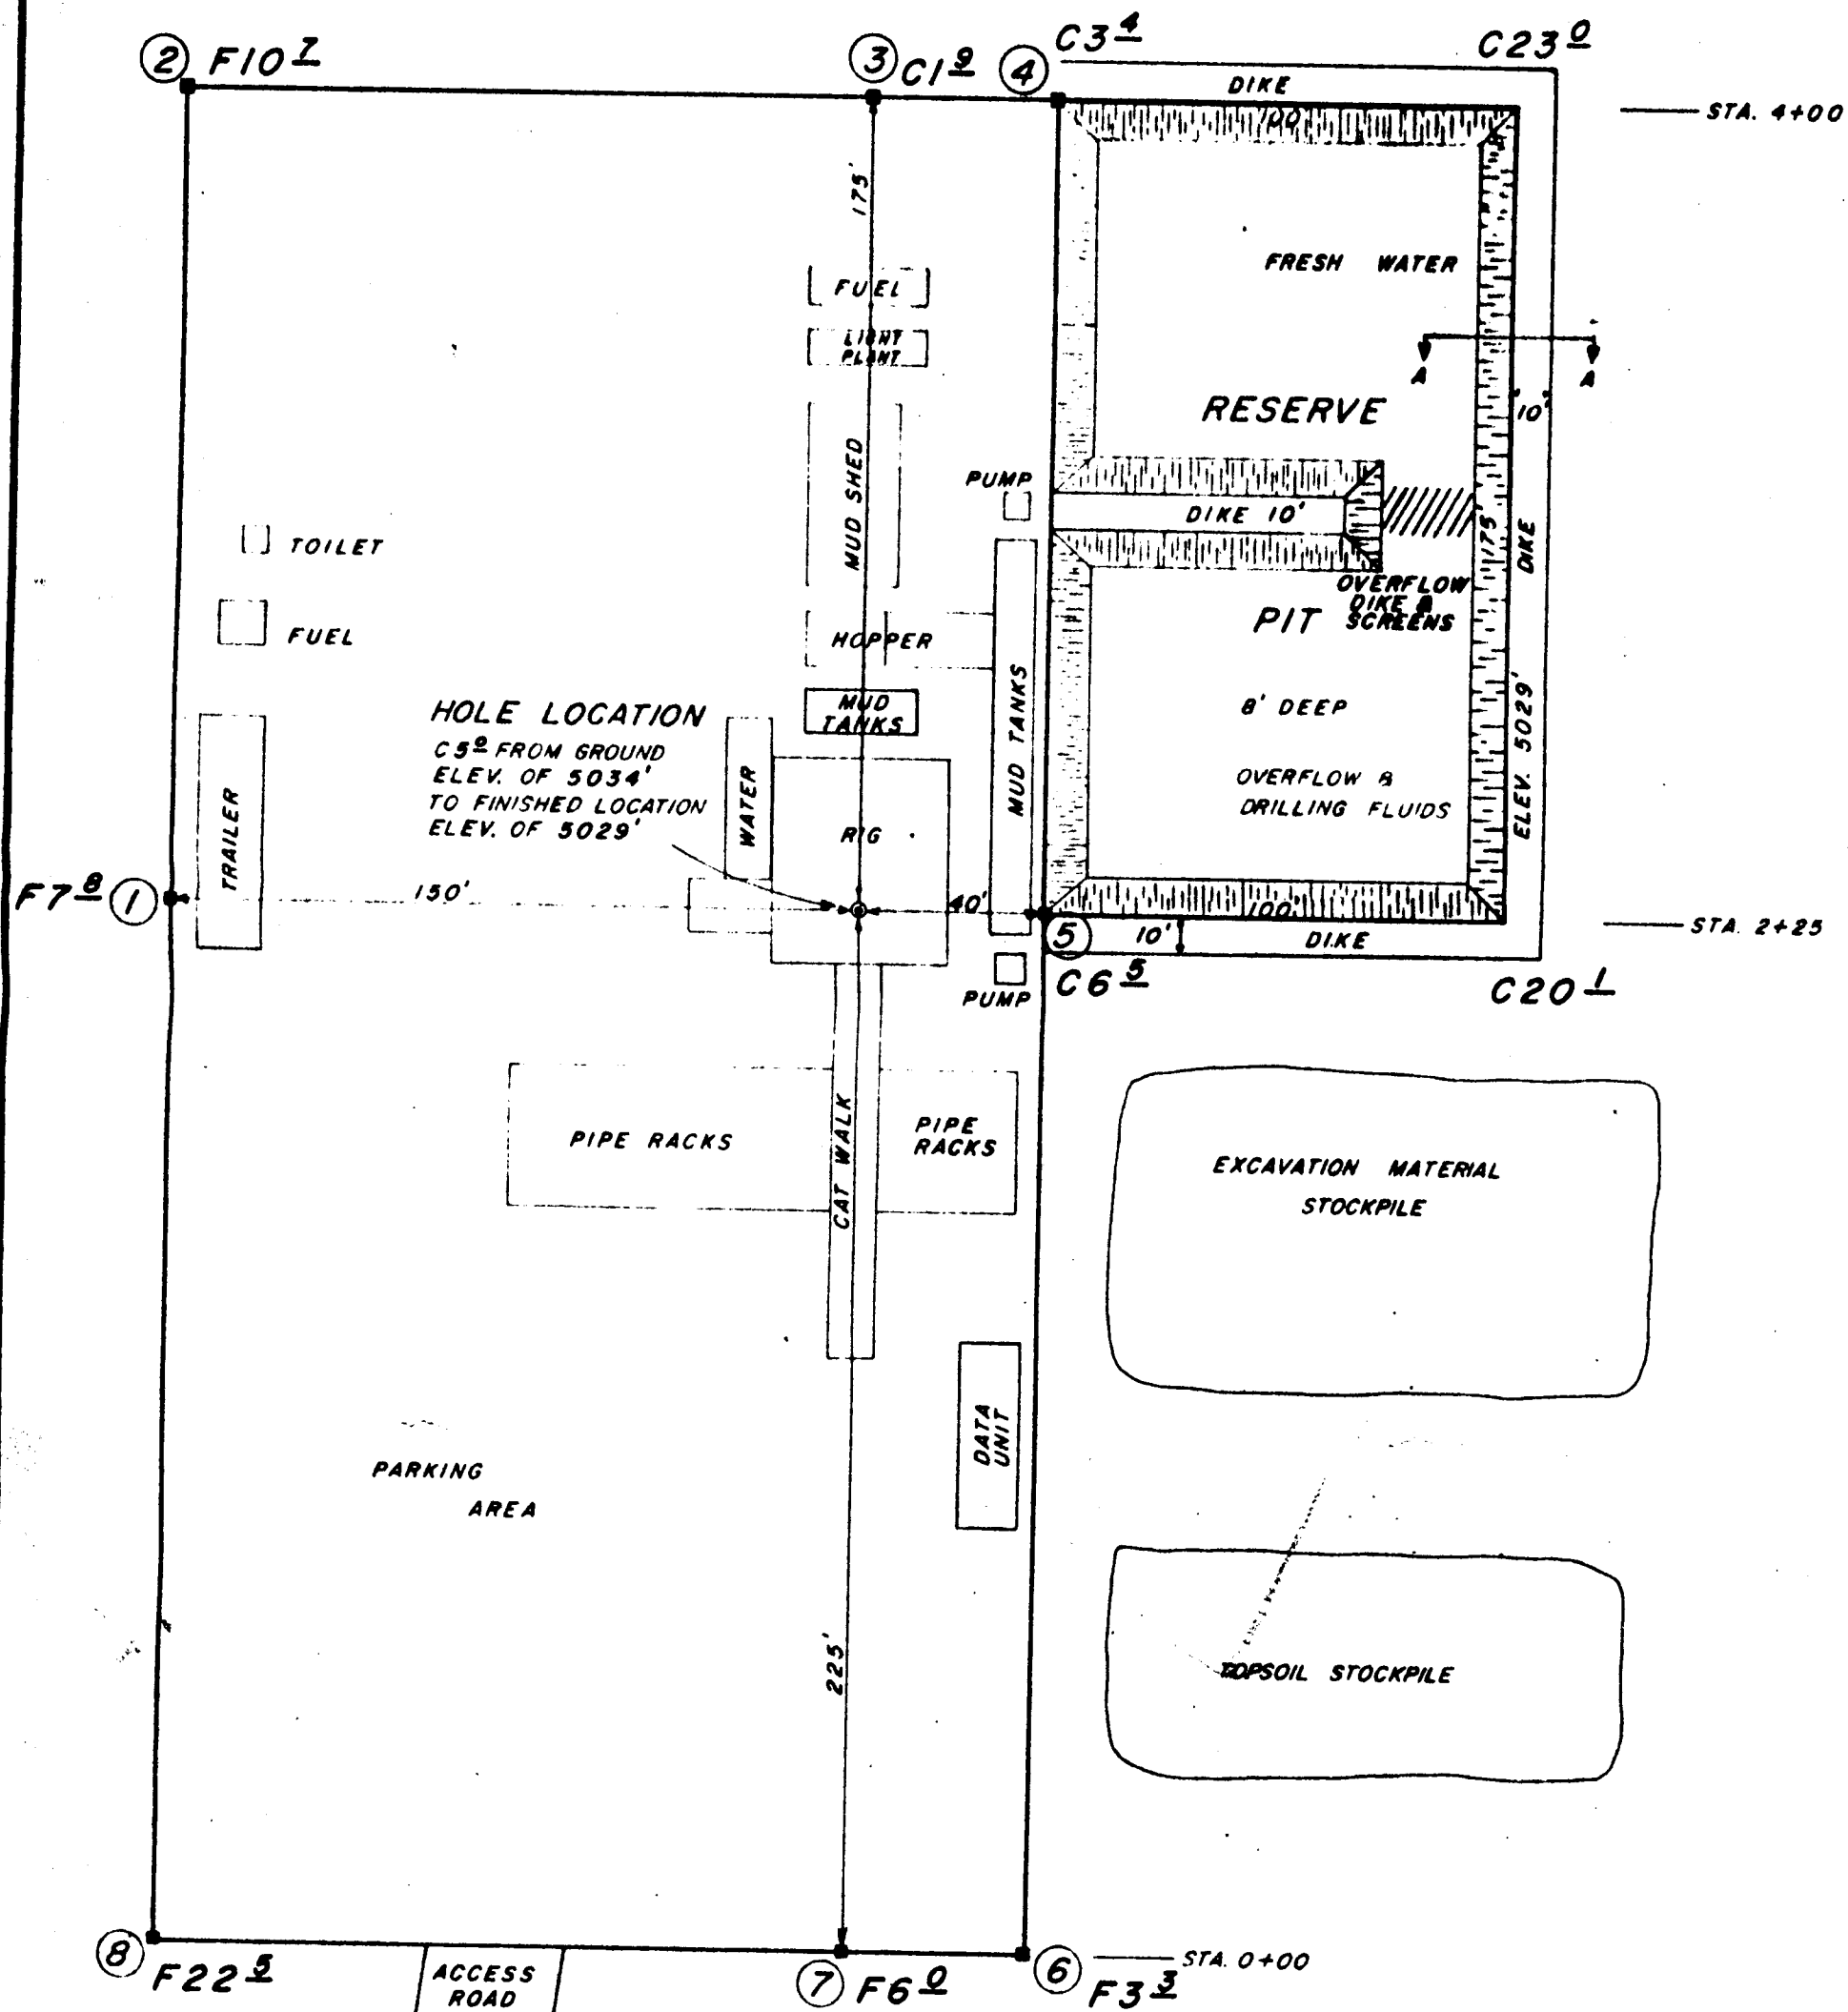 ② F10 7
③ C1 9
④ C3 4
C23 0
DIKE
100'
STA. 4+00
175'
FUEL
LIGHT
PLANT
FRESH WATER
A A
RESERVE
10'
MUD SHED
PUMP
DIKE 10'
175'
DIKE
TOILET
OVERFLOW
DIKE &
SCREENS
FUEL
HOPPER
PIT
MUD
TANKS
MUD TANKS
HOLE LOCATION
C5 0 FROM GROUND
ELEV. OF 5034'
TO FINISHED LOCATION
ELEV. OF 5029'
WATER
RIG
TRAILER
8' DEEP
OVERFLOW &
DRILLING FLUIDS
ELEV. 5029'
F7 8 ①
150'
40'
100'
⑤
10'
DIKE
STA. 2+25
PUMP
C6 5
C20 1
PIPE RACKS
CAT WALK
PIPE
RACKS
EXCAVATION MATERIAL
STOCKPILE
DATA
UNIT
PARKING
AREA
225'
TOPSOIL STOCKPILE
⑧ F22 5
ACCESS
ROAD
⑦ F6 0
⑥ F3 3
STA. 0+00